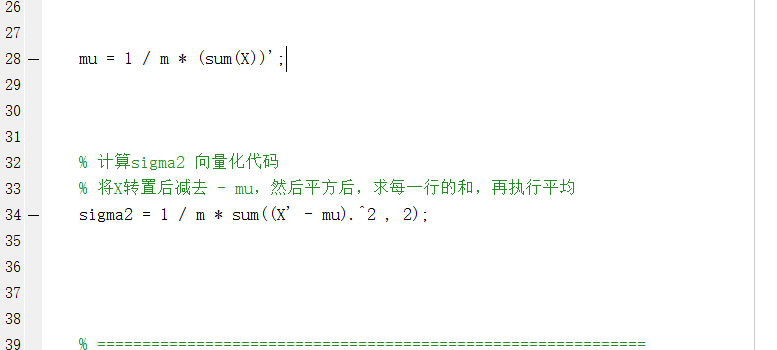 26
27
28 mu = 1 / m * (sum(X))';
29
30
31
32 % 计算sigma2 向量化代码
33 % 将X转置后减去 - mu，然后平方后，求每一行的和，再执行平均
34 sigma2 = 1 / m * sum((X' - mu).^2 , 2);
35
36
37
38
39 % =============================================================